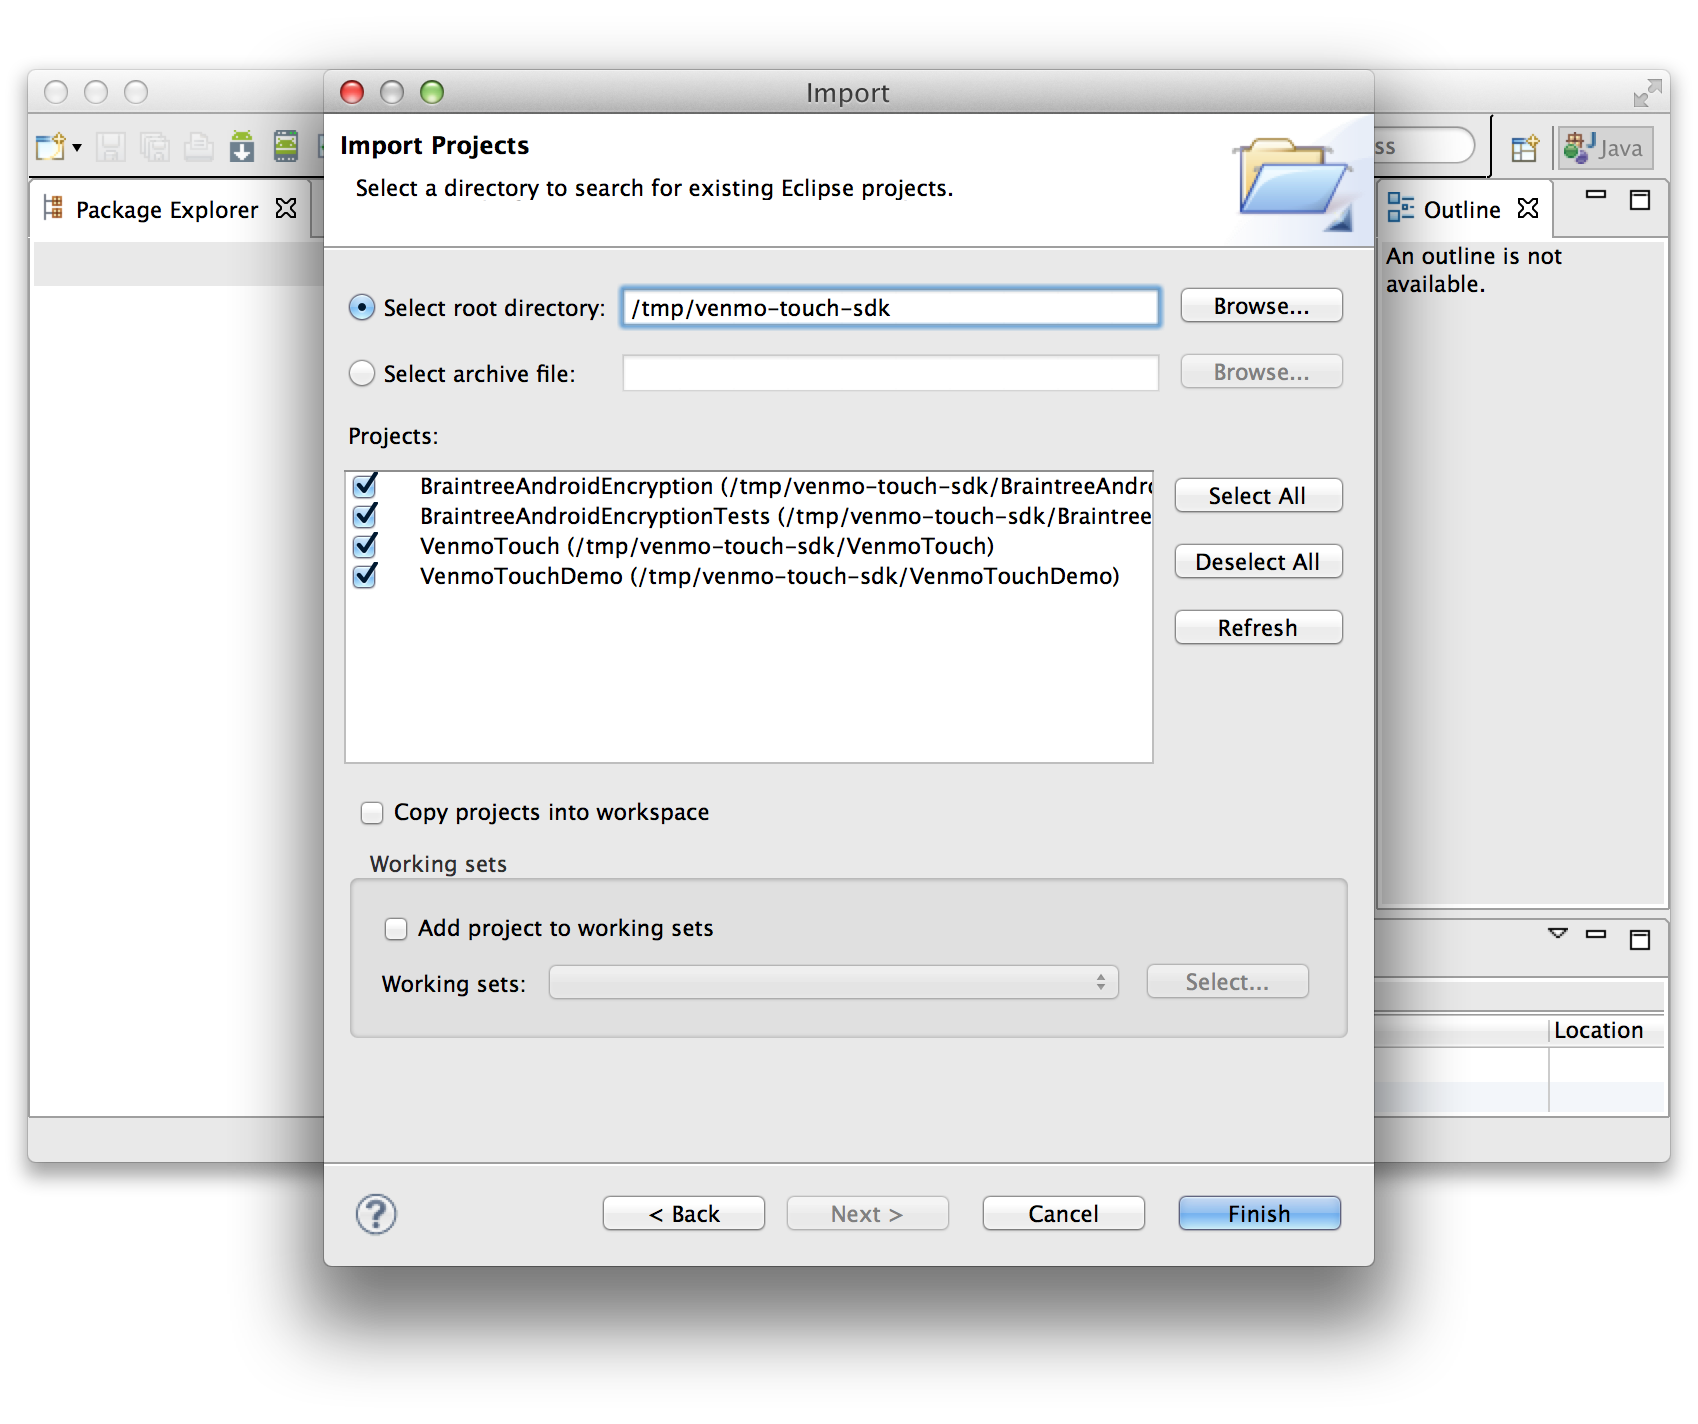 Import
Import Projects
Select a directory to search for existing Eclipse projects.
ss
Java
Package Explorer
Outline
An outline is not
available.
Select root directory:
/tmp/venmo-touch-sdk
Browse...
Select archive file:
Browse...
Projects:
BraintreeAndroidEncryption (/tmp/venmo-touch-sdk/BraintreeAndr
BraintreeAndroidEncryptionTests (/tmp/venmo-touch-sdk/Braintree
VenmoTouch (/tmp/venmo-touch-sdk/VenmoTouch)
VenmoTouchDemo (/tmp/venmo-touch-sdk/VenmoTouchDemo)
Select All
Deselect All
Refresh
Copy projects into workspace
Working sets
Add project to working sets
Working sets:
Select...
Location
?
< Back
Next >
Cancel
Finish